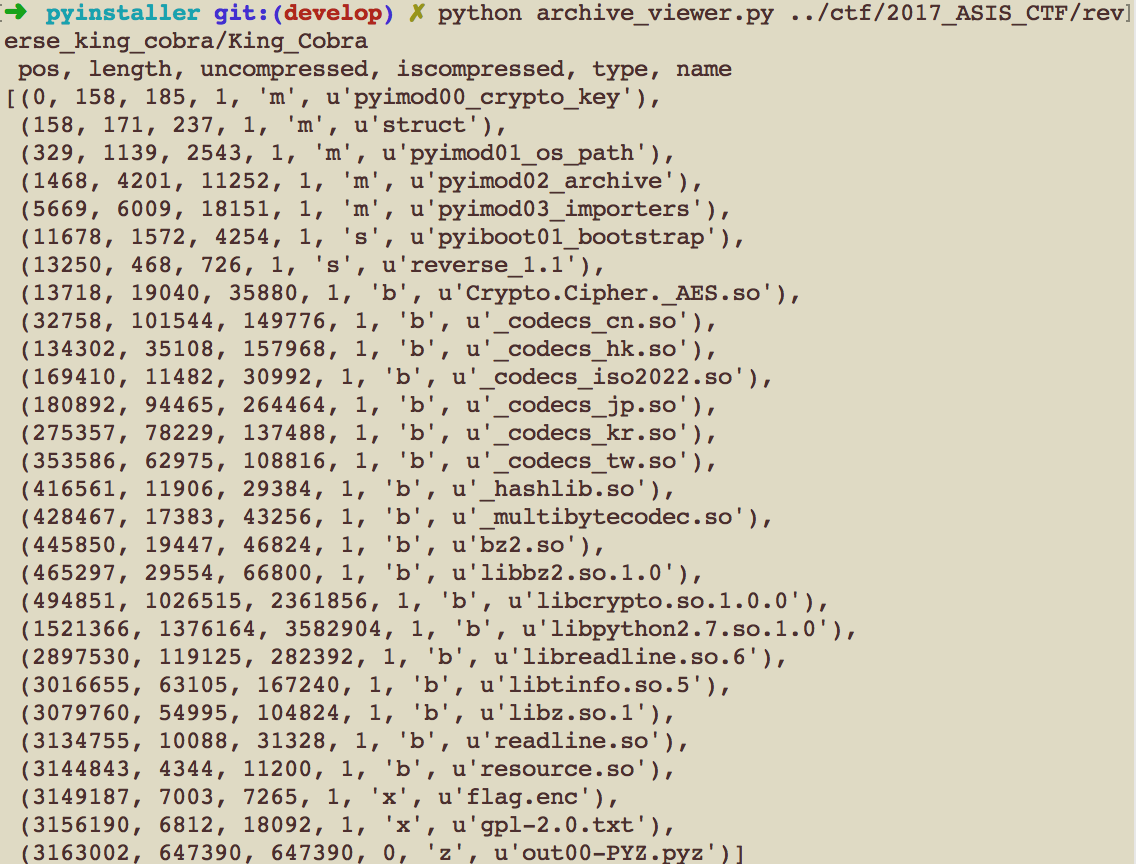 ➜ pyinstaller git:(develop) ✗ python archive_viewer.py ../ctf/2017_ASIS_CTF/rev]
erse_king_cobra/King_Cobra
pos, length, uncompressed, iscompressed, type, name
[(0, 158, 185, 1, 'm', u'pyimod00_crypto_key'),
(158, 171, 237, 1, 'm', u'struct'),
(329, 1139, 2543, 1, 'm', u'pyimod01_os_path'),
(1468, 4201, 11252, 1, 'm', u'pyimod02_archive'),
(5669, 6009, 18151, 1, 'm', u'pyimod03_importers'),
(11678, 1572, 4254, 1, 's', u'pyiboot01_bootstrap'),
(13250, 468, 726, 1, 's', u'reverse_1.1'),
(13718, 19040, 35880, 1, 'b', u'Crypto.Cipher._AES.so'),
(32758, 101544, 149776, 1, 'b', u'_codecs_cn.so'),
(134302, 35108, 157968, 1, 'b', u'_codecs_hk.so'),
(169410, 11482, 30992, 1, 'b', u'_codecs_iso2022.so'),
(180892, 94465, 264464, 1, 'b', u'_codecs_jp.so'),
(275357, 78229, 137488, 1, 'b', u'_codecs_kr.so'),
(353586, 62975, 108816, 1, 'b', u'_codecs_tw.so'),
(416561, 11906, 29384, 1, 'b', u'_hashlib.so'),
(428467, 17383, 43256, 1, 'b', u'_multibytecodec.so'),
(445850, 19447, 46824, 1, 'b', u'bz2.so'),
(465297, 29554, 66800, 1, 'b', u'libbz2.so.1.0'),
(494851, 1026515, 2361856, 1, 'b', u'libcrypto.so.1.0.0'),
(1521366, 1376164, 3582904, 1, 'b', u'libpython2.7.so.1.0'),
(2897530, 119125, 282392, 1, 'b', u'libreadline.so.6'),
(3016655, 63105, 167240, 1, 'b', u'libtinfo.so.5'),
(3079760, 54995, 104824, 1, 'b', u'libz.so.1'),
(3134755, 10088, 31328, 1, 'b', u'readline.so'),
(3144843, 4344, 11200, 1, 'b', u'resource.so'),
(3149187, 7003, 7265, 1, 'x', u'flag.enc'),
(3156190, 6812, 18092, 1, 'x', u'gpl-2.0.txt'),
(3163002, 647390, 647390, 0, 'z', u'out00-PYZ.pyz')]